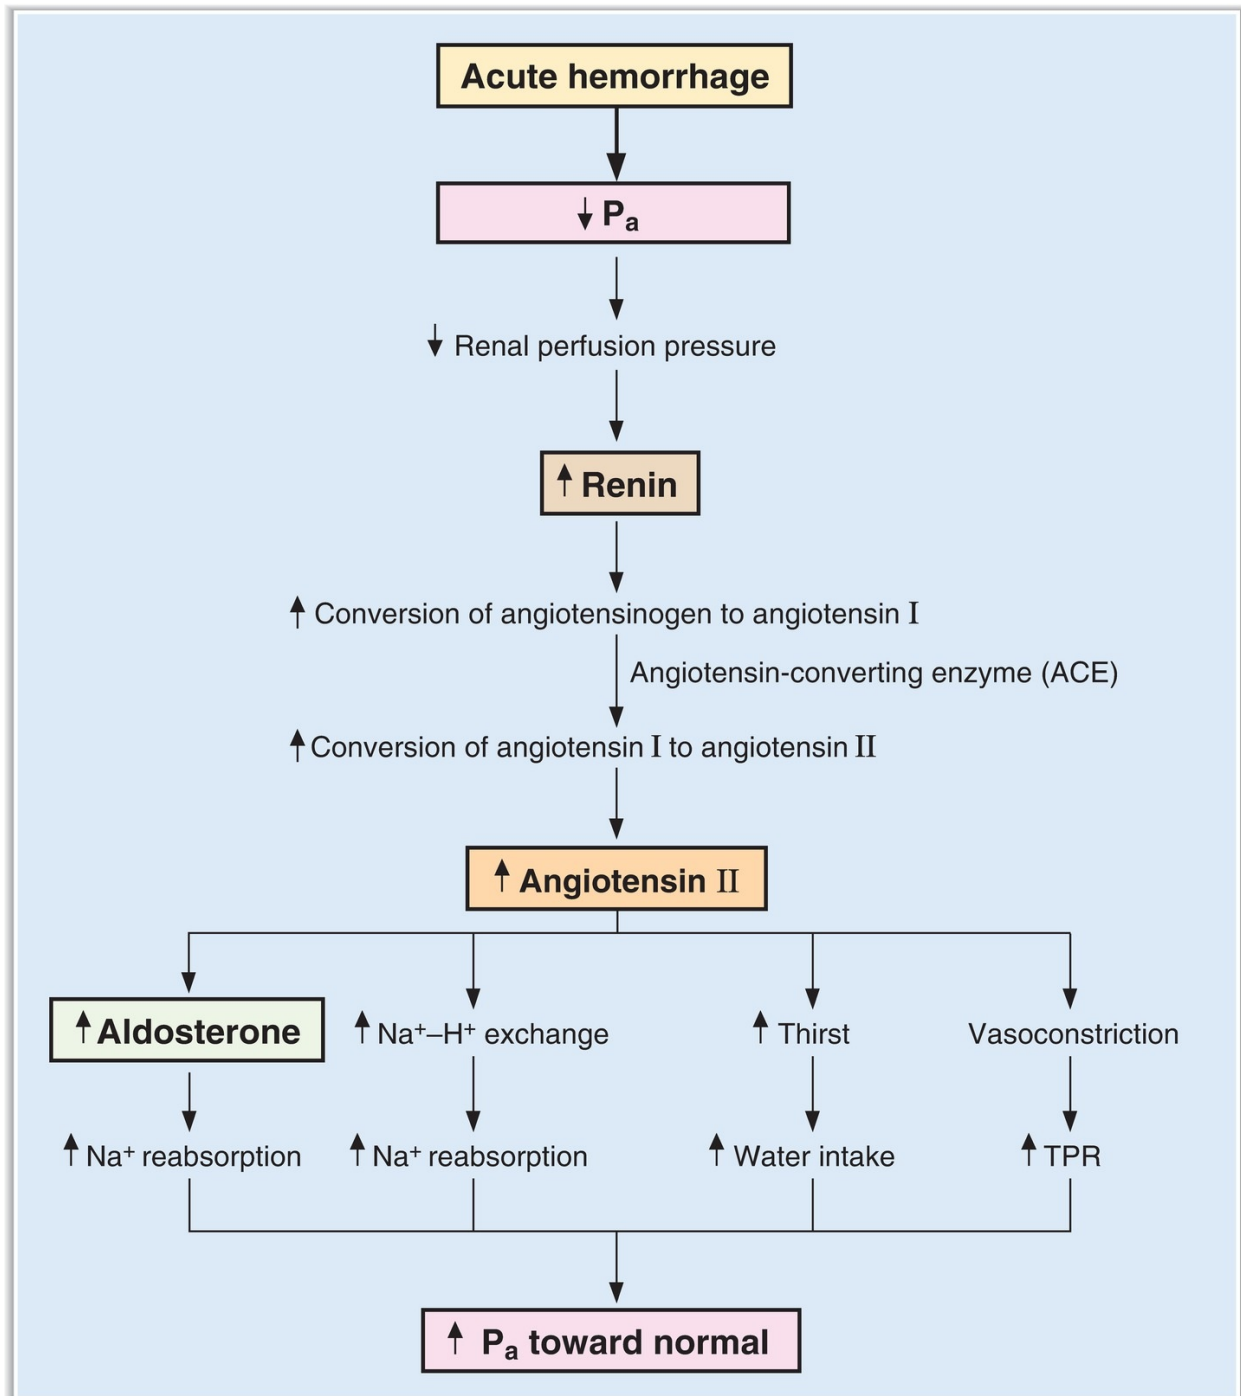 Acute hemorrhage
↓ Pa
↓ Renal perfusion pressure
↑ Renin
↑ Conversion of angiotensinogen to angiotensin I
Angiotensin-converting enzyme (ACE)
↑ Conversion of angiotensin I to angiotensin II
↑ Angiotensin II
↑ Aldosterone
↑ Na⁺–H⁺ exchange
↑ Thirst
Vasoconstriction
↑ Na⁺ reabsorption
↑ Na⁺ reabsorption
↑ Water intake
↑ TPR
↑ Pa toward normal